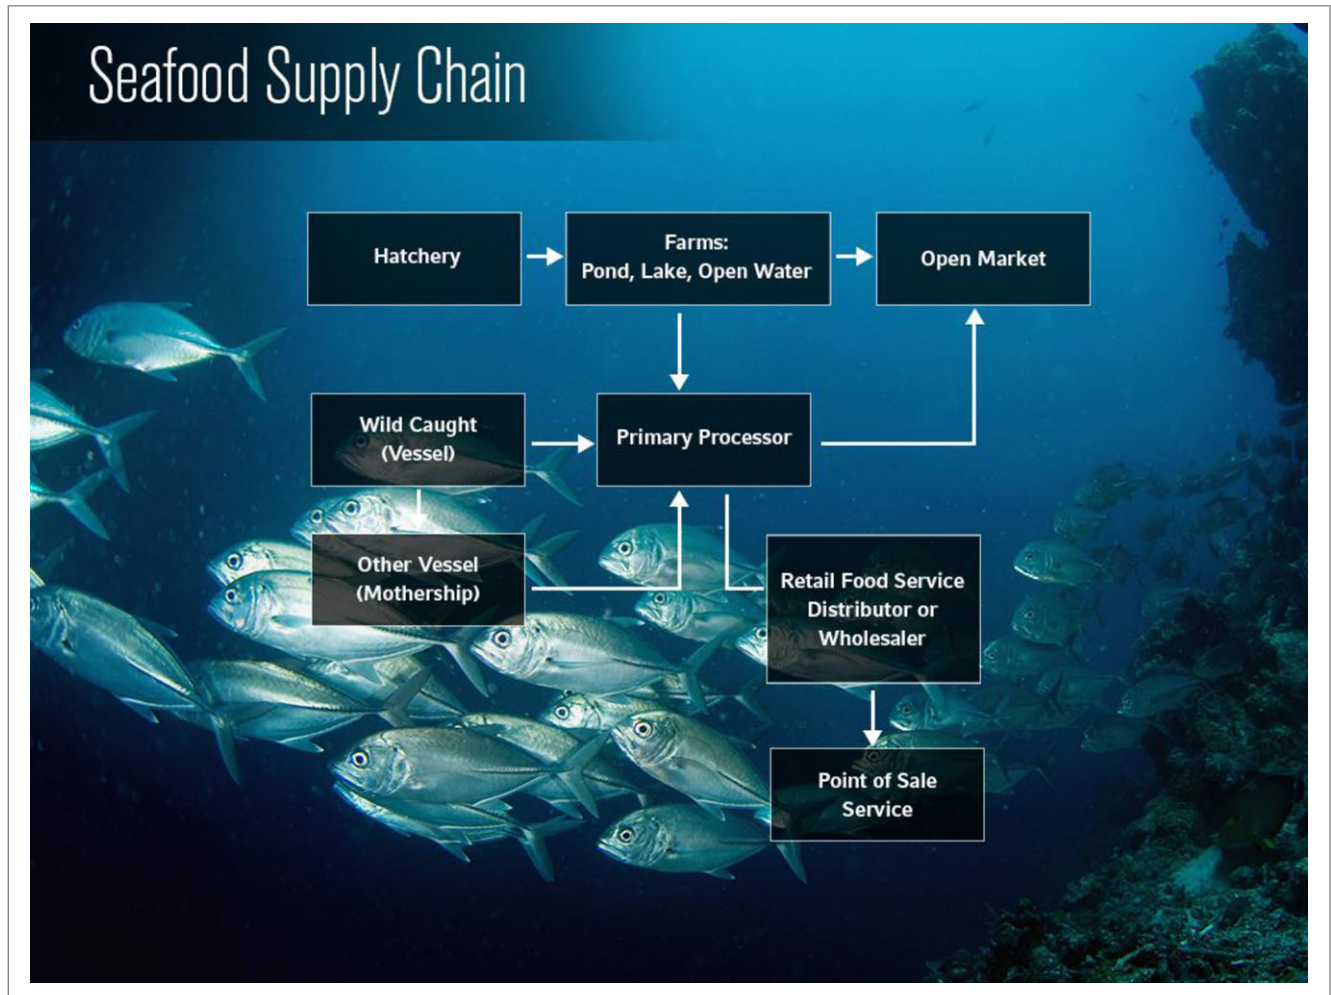 Seafood Supply Chain
Hatchery
Farms:
Pond, Lake, Open Water
Open Market
Wild Caught
(Vessel)
Primary Processor
Other Vessel
(Mothership)
Retail Food Service
Distributor or
Wholesaler
Point of Sale
Service